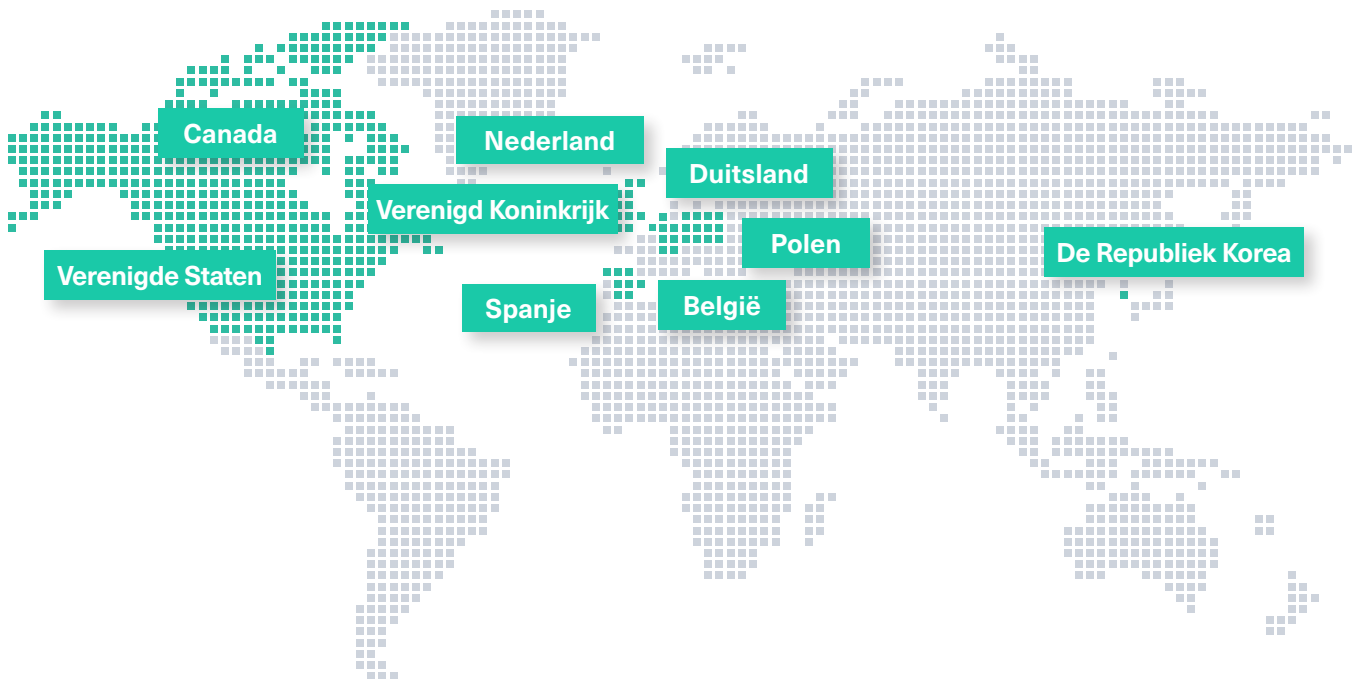 Canada
Nederland
Duitsland
Verenigd Koninkrijk
Polen
De Republiek Korea
Verenigde Staten
Spanje
België